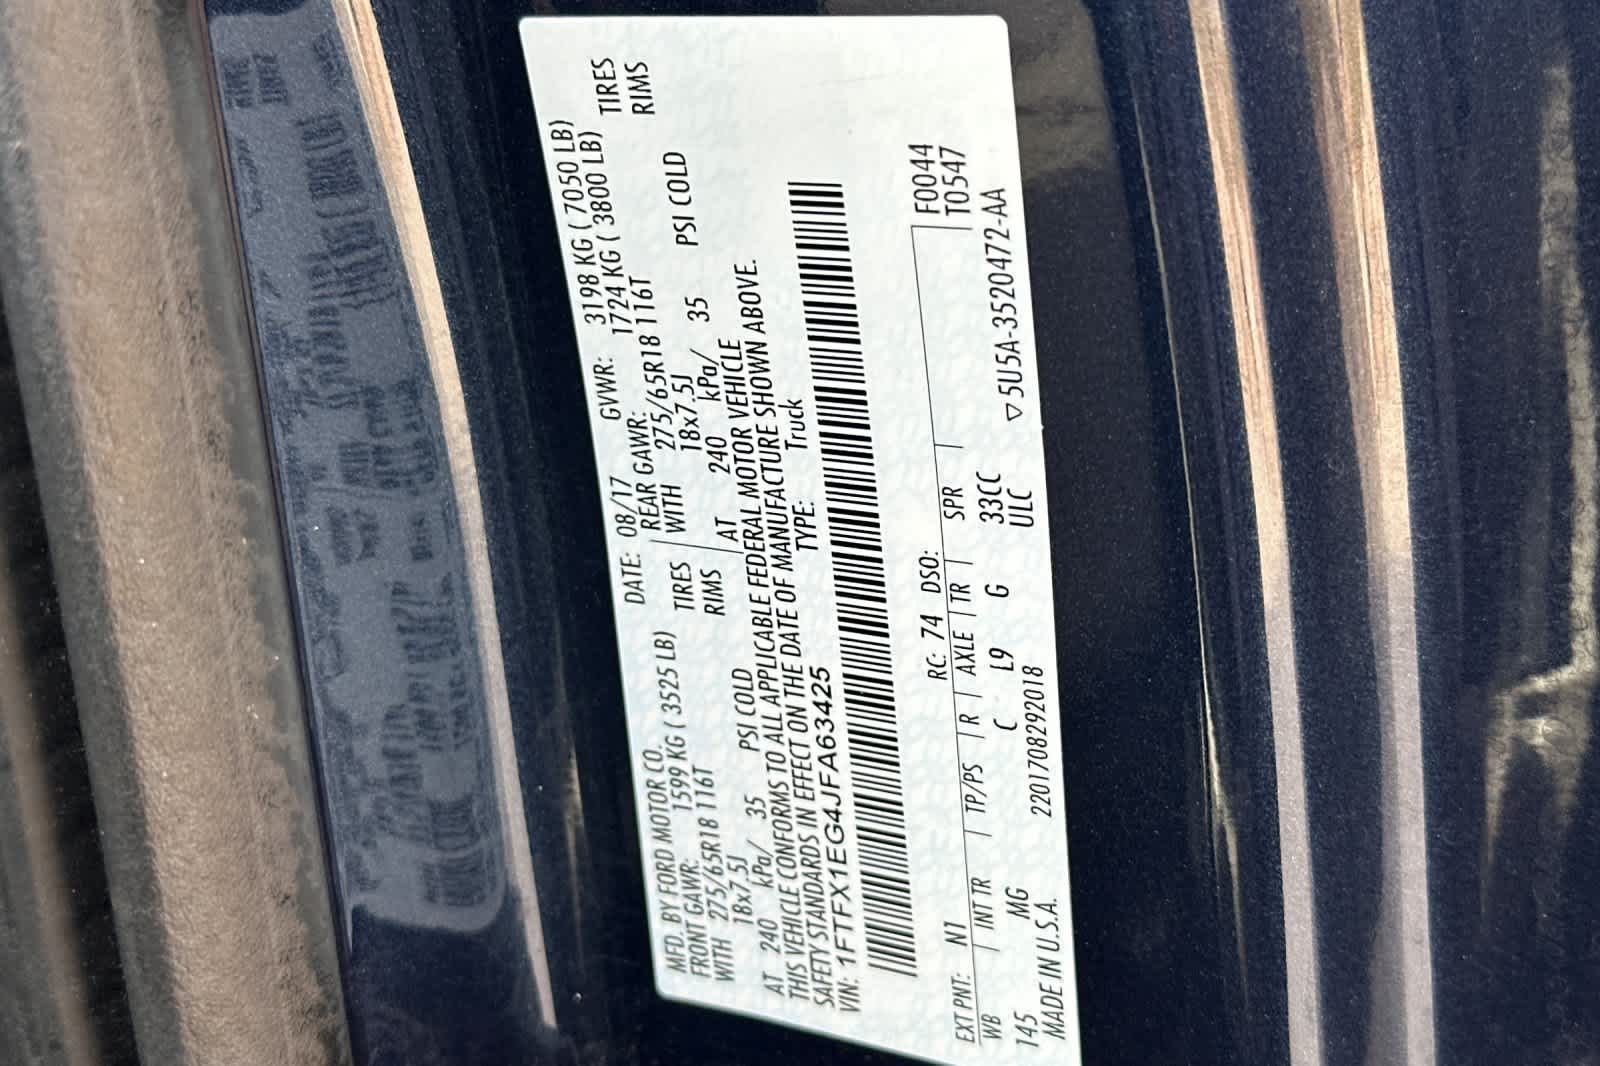 MFD. BY FORD MOTOR CO. DATE: 08/17 GVWR: 3198 KG ( 7050 LB)
FRONT GAWR: 1599 KG ( 3525 LB) REAR GAWR: 1724 KG ( 3800 LB)
WITH 275/65R18 116T TIRES WITH 275/65R18 116T TIRES
18x7.5J RIMS 18x7.5J RIMS
AT 240 kPa/ 35 PSI COLD AT 240 kPa/ 35 PSI COLD
THIS VEHICLE CONFORMS TO ALL APPLICABLE FEDERAL MOTOR VEHICLE
SAFETY STANDARDS IN EFFECT ON THE DATE OF MANUFACTURE SHOWN ABOVE.
VIN: 1FTFX1EG4JFA63425 TYPE: Truck
F0044
T0547
EXT PNT: N1 RC: 74 DSO:
WB | INT TR | TP/PS | R | AXLE | TR | SPR |
145 MG C L9 G 33CC
ULC
MADE IN U.S.A. 2201708292018 ▽5U5A-3520472-AA